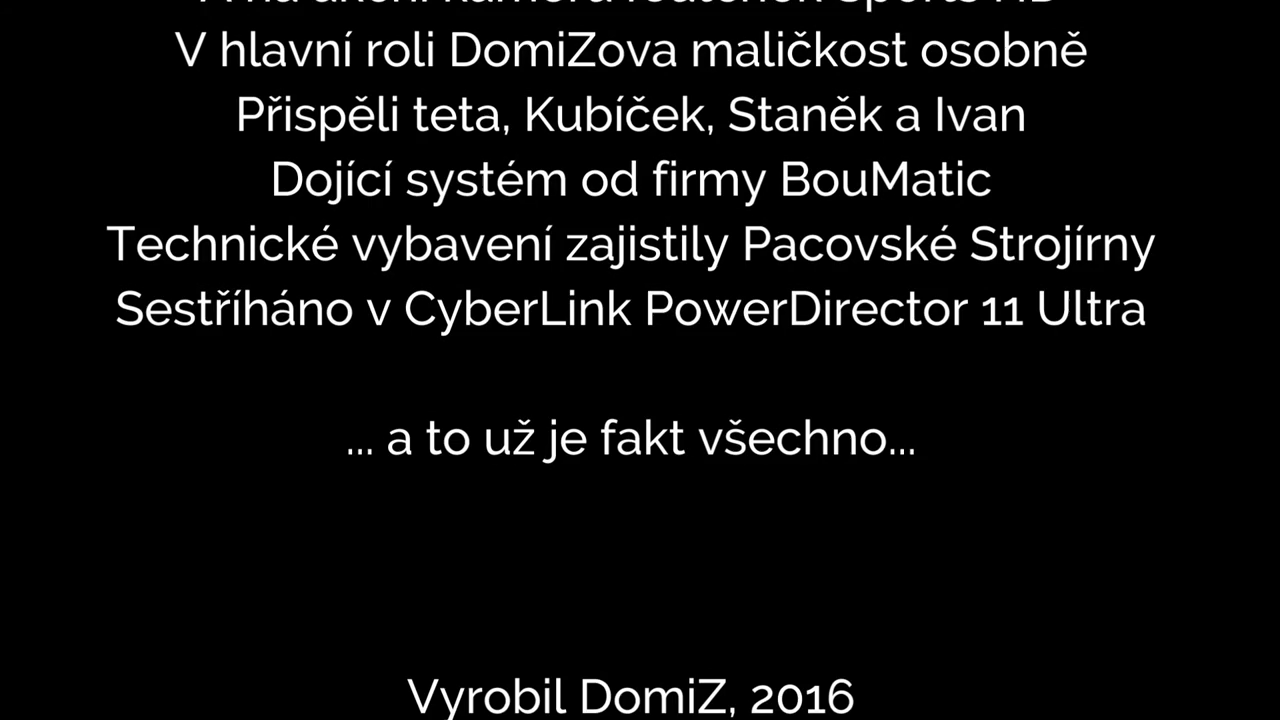 V hlavní roli DomiZova maličkost osobně
Přispěli teta, Kubíček, Staněk a Ivan
Dojící systém od firmy BouMatic
Technické vybavení zajistily Pacovské Strojírny
Sestříháno v CyberLink PowerDirector 11 Ultra
... a to už je fakt všechno...
Vyrobil DomiZ, 2016